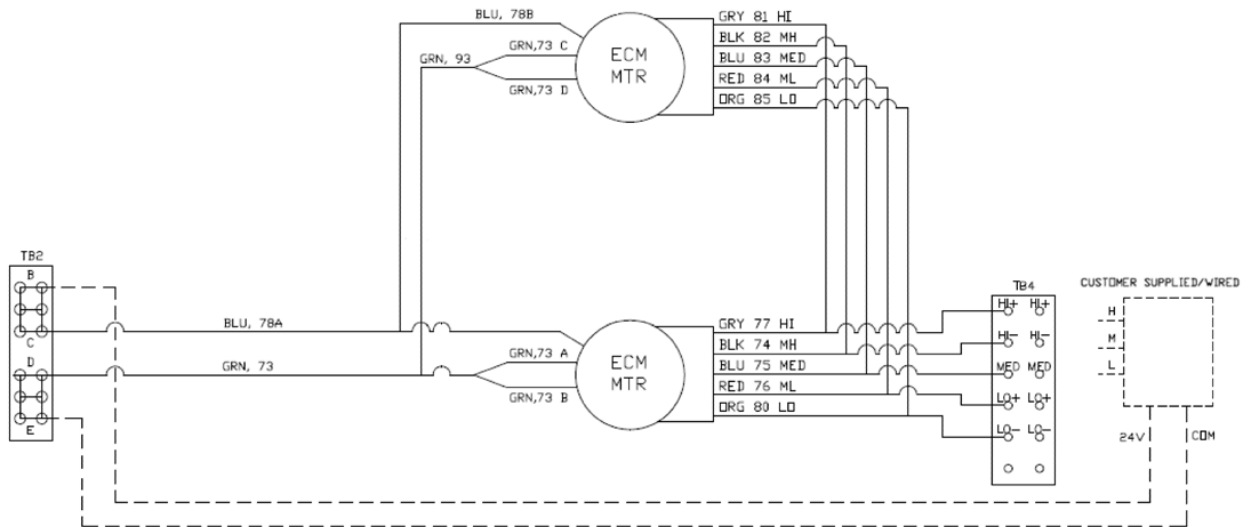 BLU, 78B
GRN, 93
GRN,73 C
GRN,73 D
ECM
MTR
GRY 81 HI
BLK 82 MH
BLU 83 MED
RED 84 ML
ORG 85 LO
TB2
B
C
D
E
BLU, 78A
GRN, 73
GRN,73 A
GRN,73 B
ECM
MTR
GRY 77 HI
BLK 74 MH
BLU 75 MED
RED 76 ML
ORG 80 LO
TB4
HI+ HI+
HI- HI-
MED MED
LO+ LO+
LO- LO-
CUSTOMER SUPPLIED/WIRED
H
M
L
24V
COM